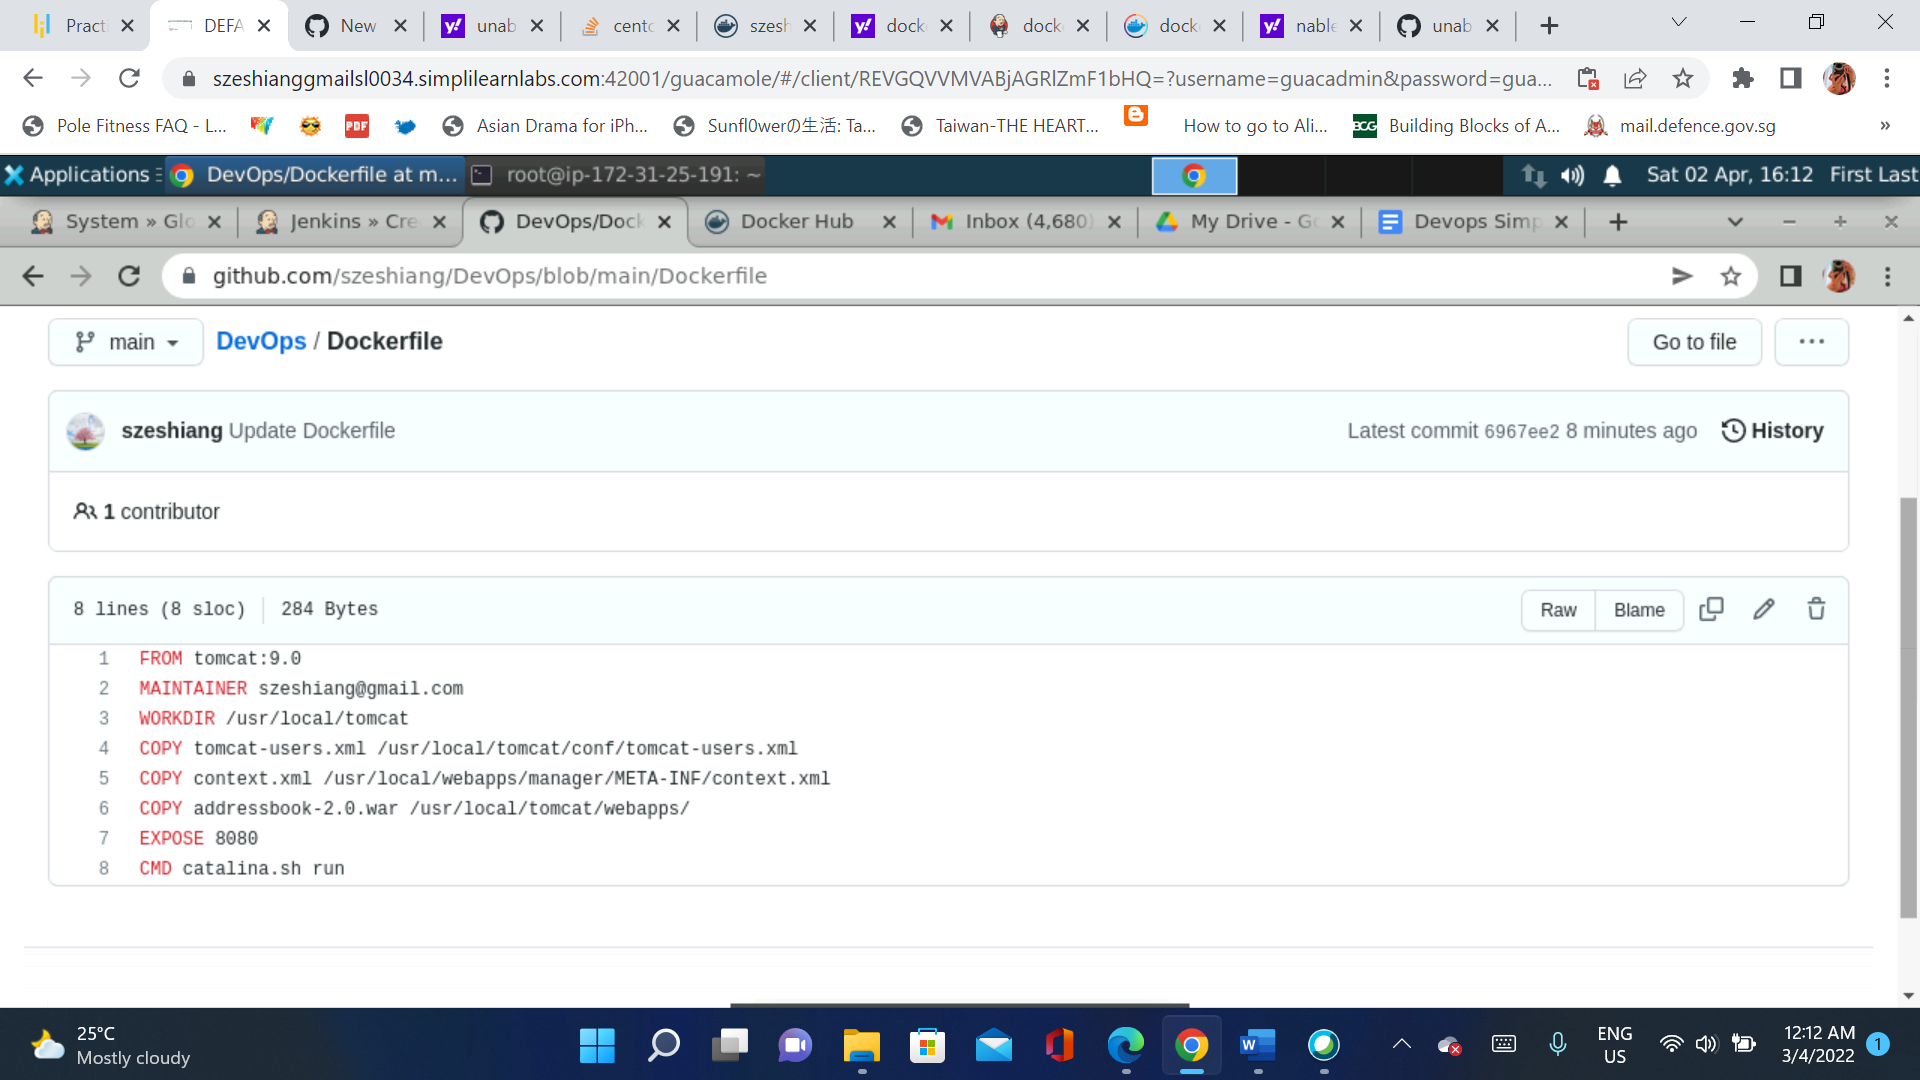 Practi
DEFA
New
unab
cento
szesh
docke
docke
docke
nable
unab
szeshianggmailsl0034.simplilearnlabs.com:42001/guacamole/#/client/REVGQVVMVABjAGRlZmF1bHQ=?username=guacadmin&password=gua...
Pole Fitness FAQ - L...
PDF
Asian Drama for iPh...
Sunfl0werの生活: Ta...
Taiwan-THE HEART...
How to go to Ali...
BCG
Building Blocks of A...
mail.defence.gov.sg
»
Applications
DevOps/Dockerfile at m...
root@ip-172-31-25-191: ~
Sat 02 Apr, 16:12
First Last
System » Glo
Jenkins » Cre
DevOps/Dock
Docker Hub
Inbox (4,680)
My Drive - Go
Devops Simp
github.com/szeshiang/DevOps/blob/main/Dockerfile
main
DevOps / Dockerfile
Go to file
...
szeshiang Update Dockerfile
Latest commit 6967ee2 8 minutes ago
History
1 contributor
8 lines (8 sloc)
284 Bytes
Raw
Blame
1 FROM tomcat:9.0
2 MAINTAINER szeshiang@gmail.com
3 WORKDIR /usr/local/tomcat
4 COPY tomcat-users.xml /usr/local/tomcat/conf/tomcat-users.xml
5 COPY context.xml /usr/local/webapps/manager/META-INF/context.xml
6 COPY addressbook-2.0.war /usr/local/tomcat/webapps/
7 EXPOSE 8080
8 CMD catalina.sh run
25°C
Mostly cloudy
ENG
US
12:12 AM
3/4/2022
1